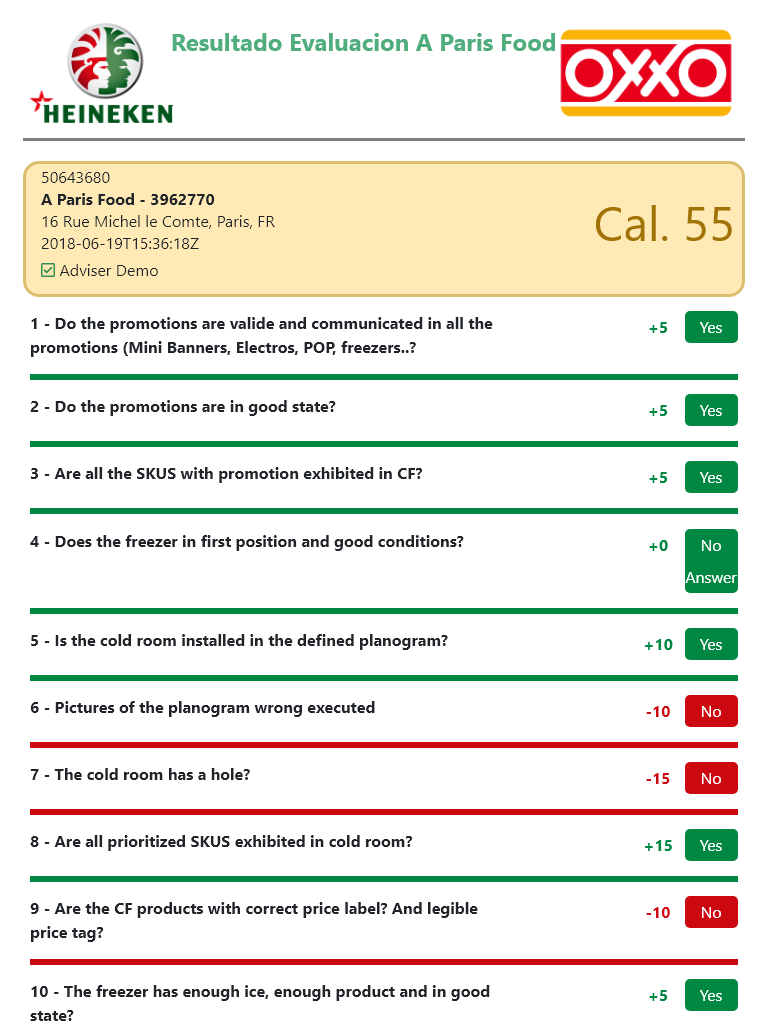 Resultado Evaluacion A Paris Food
HEINEKEN
OXXO
50643680
A Paris Food - 3962770
16 Rue Michel le Comte, Paris, FR
2018-06-19T15:36:18Z
Adviser Demo
Cal. 55
1 - Do the promotions are valide and communicated in all the
promotions (Mini Banners, Electros, POP, freezers..?
+5 Yes
2 - Do the promotions are in good state?
+5 Yes
3 - Are all the SKUS with promotion exhibited in CF?
+5 Yes
4 - Does the freezer in first position and good conditions?
+0 No
Answer
5 - Is the cold room installed in the defined planogram?
+10 Yes
6 - Pictures of the planogram wrong executed
-10 No
7 - The cold room has a hole?
-15 No
8 - Are all prioritized SKUS exhibited in cold room?
+15 Yes
9 - Are the CF products with correct price label? And legible
price tag?
-10 No
10 - The freezer has enough ice, enough product and in good
state?
+5 Yes